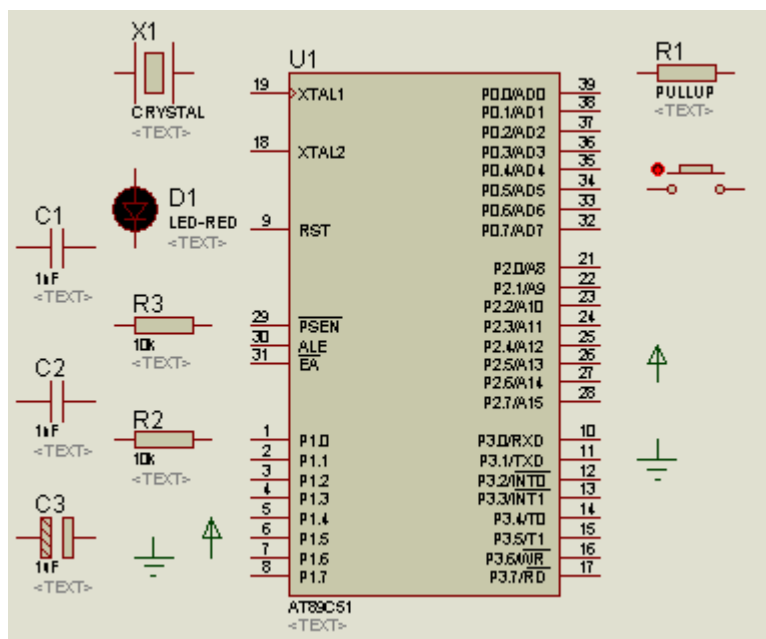 X1
CRYSTAL
<TEXT>
U1
19 XTAL1 P0.0/AD0 39
P0.1/AD1 38
P0.2/AD2 37
18 XTAL2 P0.3/AD3 36
P0.4/AD4 35
P0.5/AD5 34
P0.6/AD6 33
9 RST P0.7/AD7 32
P2.0/A8 21
P2.1/A9 22
P2.2/A10 23
29 PSEN P2.3/A11 24
30 ALE P2.4/A12 25
31 EA P2.5/A13 26
P2.6/A14 27
P2.7/A15 28
1 P1.0 P3.0/RXD 10
2 P1.1 P3.1/TXD 11
3 P1.2 P3.2/INT0 12
4 P1.3 P3.3/INT1 13
5 P1.4 P3.4/T0 14
6 P1.5 P3.5/T1 15
7 P1.6 P3.6/WR 16
8 P1.7 P3.7/RD 17
AT89C51
<TEXT>
R1
PULLUP
<TEXT>
D1
LED-RED
<TEXT>
C1
1nF
<TEXT>
R3
10k
<TEXT>
C2
1nF
<TEXT>
R2
10k
<TEXT>
C3
1uF
<TEXT>